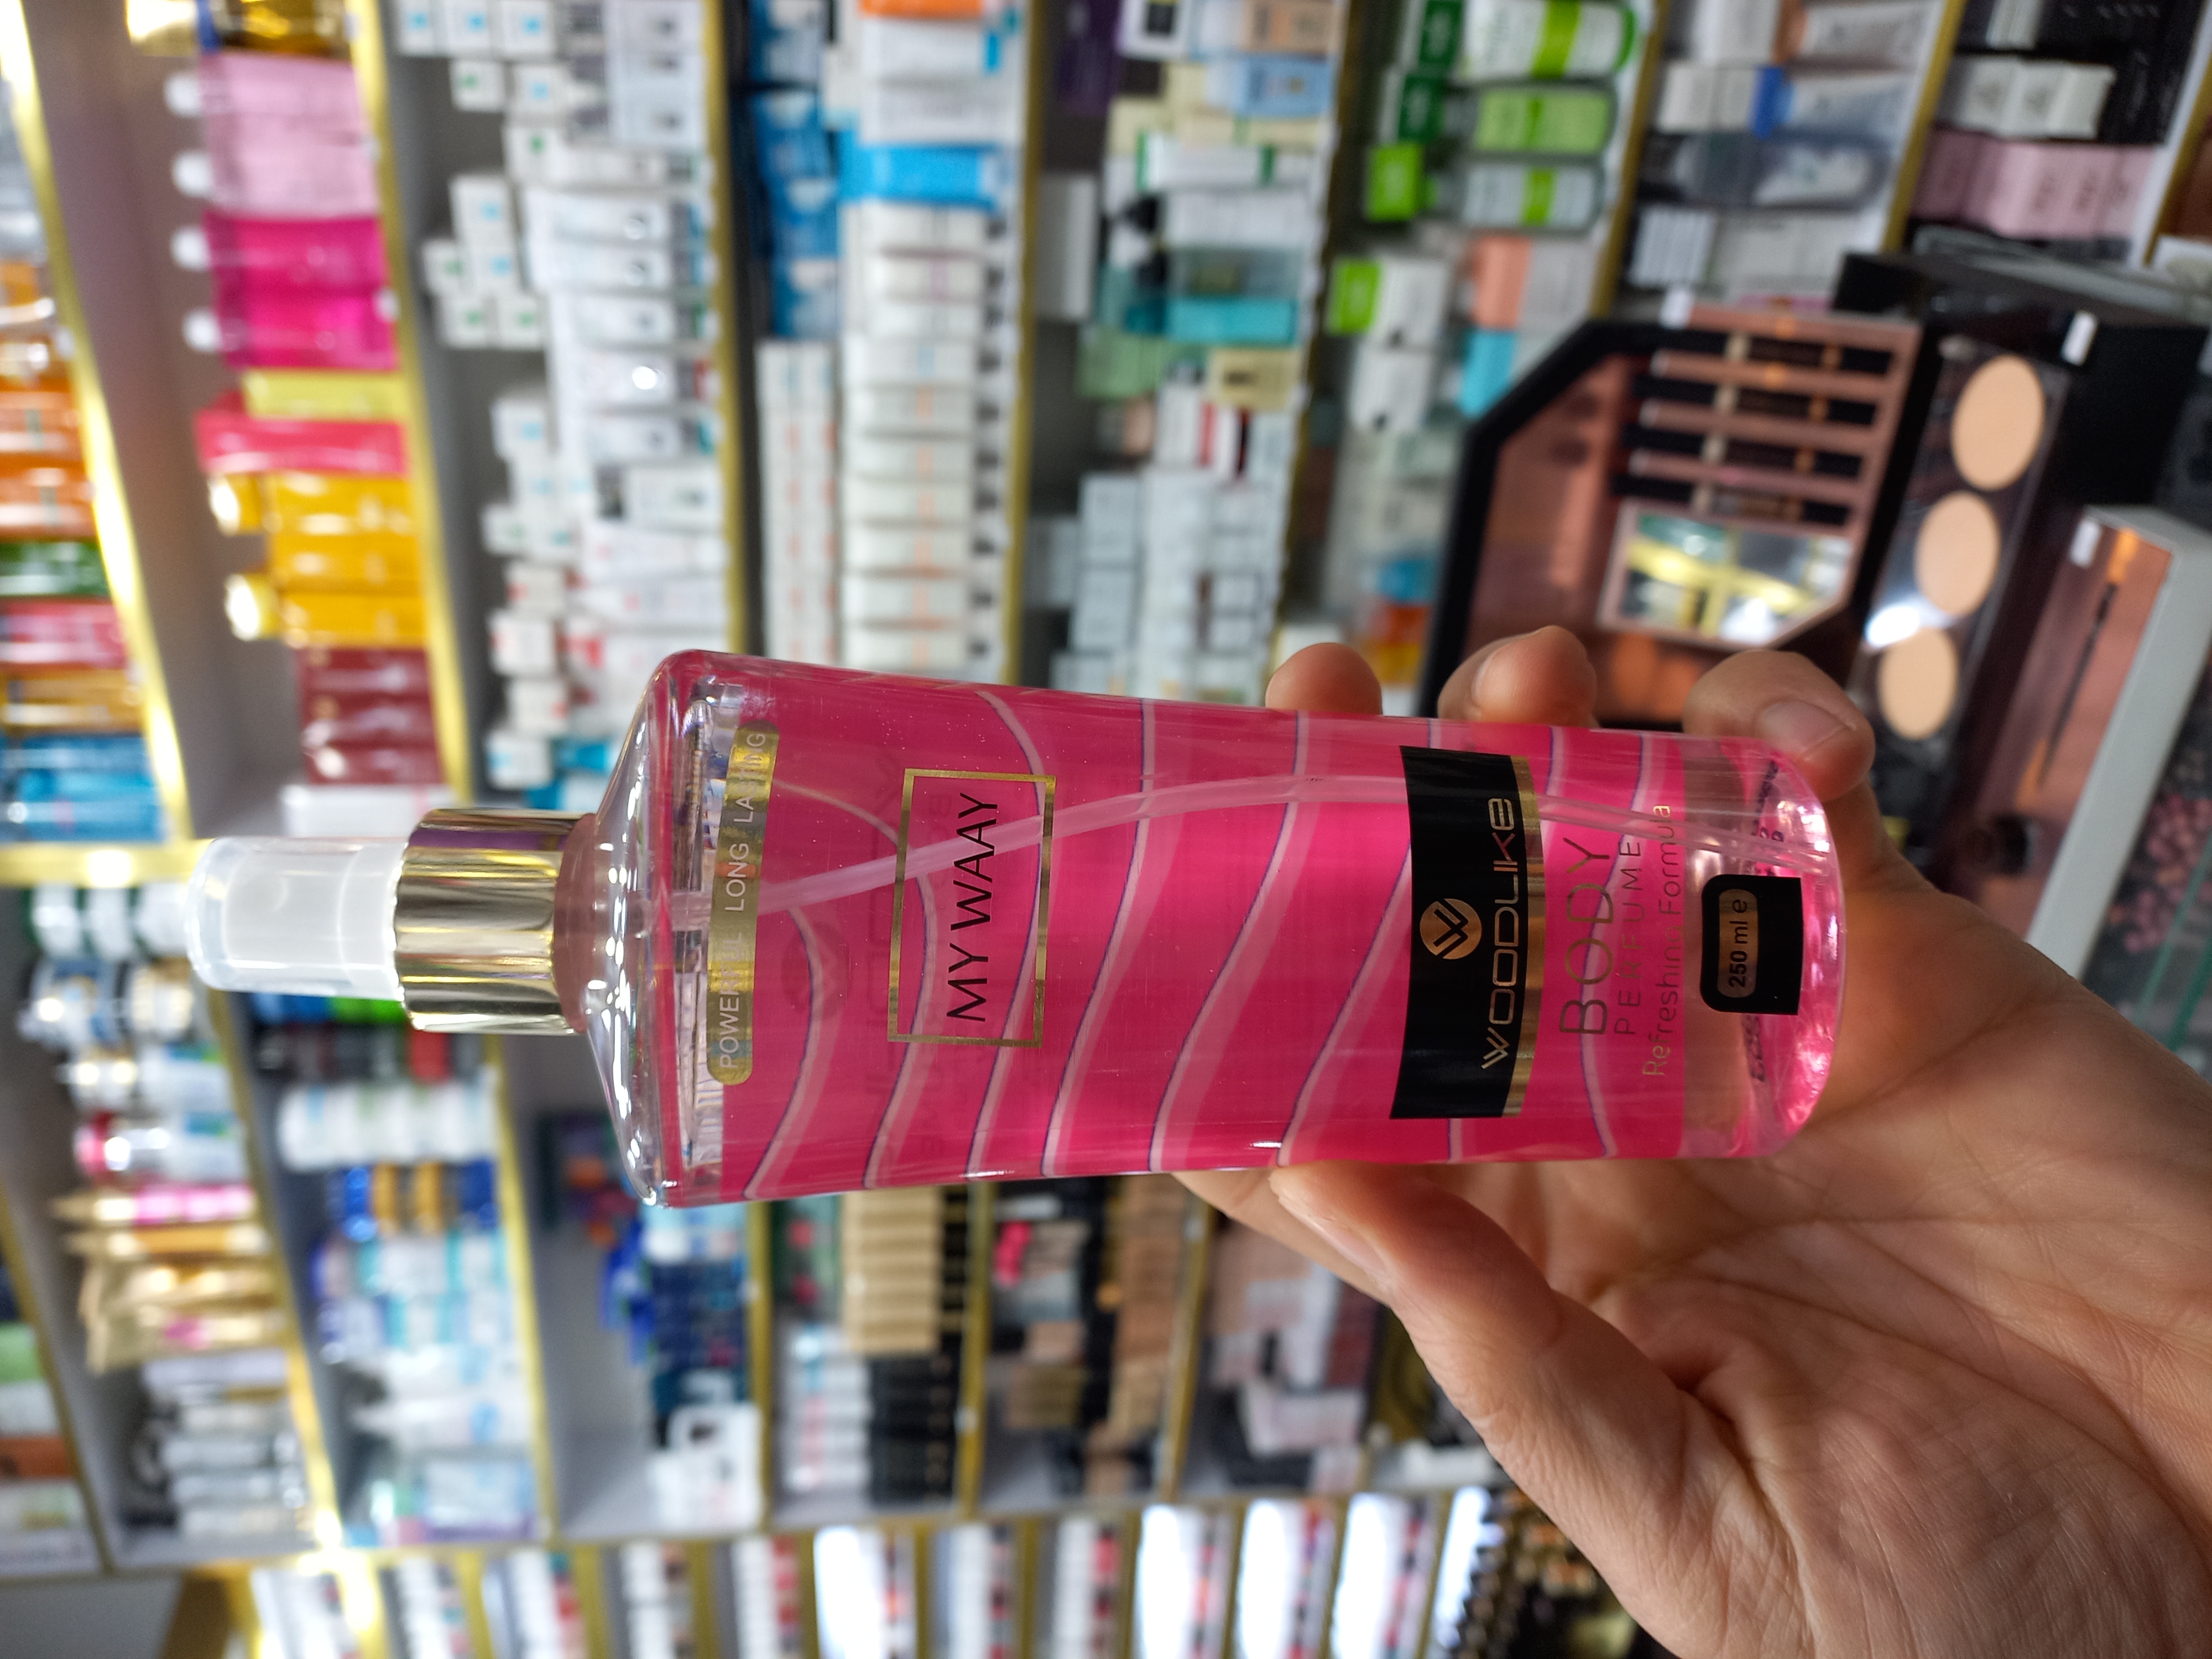 POWERFUL LONG LASTING
MY WAAY
WOODLIKE
BODY
PERFUME
Refreshing Formula
250 ml e